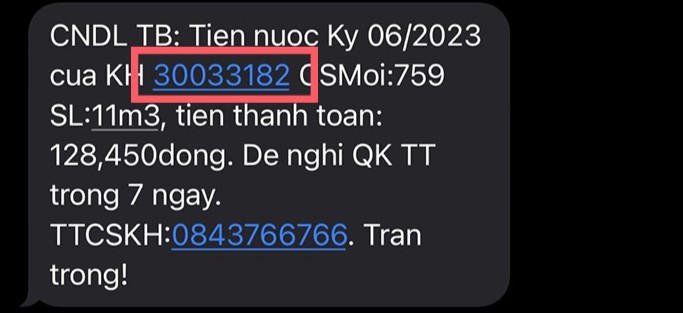 CNDL TB: Tien nuoc Ky 06/2023
cua KH 30033182 CSMoi:759
SL:11m3, tien thanh toan:
128,450dong. De nghi QK TT
trong 7 ngay.
TTCSKH:0843766766. Tran
trong!